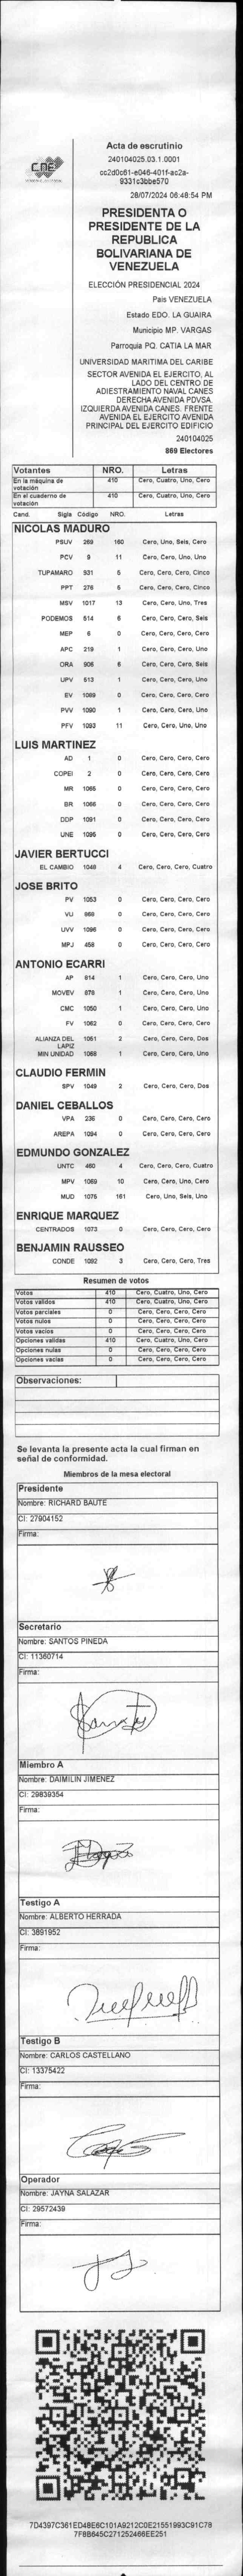 CNE
Acta de escrutinio
240104025.03.1.0001
cc2d0c61-e046-401f-ac2a-
9331c3bbe570
28/07/2024 06:48:54 PM
PRESIDENTA O
PRESIDENTE DE LA
REPUBLICA
BOLIVARIANA DE
VENEZUELA
ELECCIÓN PRESIDENCIAL 2024
Pais VENEZUELA
Estado EDO. LA GUAIRA
Municipio MP. VARGAS
Parroquia PQ. CATIA LA MAR
UNIVERSIDAD MARITIMA DEL CARIBE
SECTOR AVENIDA EL EJERCITO, AL
LADO DEL CENTRO DE
ADIESTRAMIENTO NAVAL CANES
DERECHA AVENIDA PDVSA.
IZQUIERDA AVENIDA CANES. FRENTE
AVENIDA EL EJERCITO AVENIDA
PRINCIPAL DEL EJERCITO EDIFICIO
240104025
869 Electores
Votantes NRO. Letras
En la máquina de votación 410 Cero, Cuatro, Uno, Cero
En el cuaderno de votación 410 Cero, Cuatro, Uno, Cero
Cand. Sigla Código NRO. Letras
NICOLAS MADURO
PSUV 269 160 Cero, Uno, Seis, Cero
PCV 9 11 Cero, Cero, Uno, Uno
TUPAMARO 931 5 Cero, Cero, Cero, Cinco
PPT 276 5 Cero, Cero, Cero, Cinco
MSV 1017 13 Cero, Cero, Uno, Tres
PODEMOS 514 6 Cero, Cero, Cero, Seis
MEP 6 0 Cero, Cero, Cero, Cero
APC 219 1 Cero, Cero, Cero, Uno
ORA 906 6 Cero, Cero, Cero, Seis
UPV 613 1 Cero, Cero, Cero, Uno
EV 1089 0 Cero, Cero, Cero, Cero
PVV 1090 1 Cero, Cero, Cero, Uno
PFV 1093 11 Cero, Cero, Uno, Uno
LUIS MARTINEZ
AD 1 0 Cero, Cero, Cero, Cero
COPEI 2 0 Cero, Cero, Cero, Cero
MR 1065 0 Cero, Cero, Cero, Cero
BR 1066 0 Cero, Cero, Cero, Cero
DDP 1091 0 Cero, Cero, Cero, Cero
UNE 1095 0 Cero, Cero, Cero, Cero
JAVIER BERTUCCI
EL CAMBIO 1048 4 Cero, Cero, Cero, Cuatro
JOSE BRITO
PV 1053 0 Cero, Cero, Cero, Cero
VU 969 0 Cero, Cero, Cero, Cero
UVV 1096 0 Cero, Cero, Cero, Cero
MPJ 458 0 Cero, Cero, Cero, Cero
ANTONIO ECARRI
AP 914 1 Cero, Cero, Cero, Uno
MOVEV 978 1 Cero, Cero, Cero, Uno
CMC 1050 1 Cero, Cero, Cero, Uno
FV 1062 0 Cero, Cero, Cero, Cero
ALIANZA DEL LAPIZ 1061 2 Cero, Cero, Cero, Dos
MIN UNIDAD 1068 1 Cero, Cero, Cero, Uno
CLAUDIO FERMIN
SPV 1049 2 Cero, Cero, Cero, Dos
DANIEL CEBALLOS
VPA 236 0 Cero, Cero, Cero, Cero
AREPA 1094 0 Cero, Cero, Cero, Cero
EDMUNDO GONZALEZ
UNTC 460 4 Cero, Cero, Cero, Cuatro
MPV 1069 10 Cero, Cero, Uno, Cero
MUD 1076 161 Cero, Uno, Seis, Uno
ENRIQUE MARQUEZ
CENTRADOS 1073 0 Cero, Cero, Cero, Cero
BENJAMIN RAUSSEO
CONDE 1092 3 Cero, Cero, Cero, Tres
Resumen de votos
Votos 410 Cero, Cuatro, Uno, Cero
Votos validos 410 Cero, Cuatro, Uno, Cero
Votos parciales 0 Cero, Cero, Cero, Cero
Votos nulos 0 Cero, Cero, Cero, Cero
Votos vacios 0 Cero, Cero, Cero, Cero
Opciones validas 410 Cero, Cuatro, Uno, Cero
Opciones nulas 0 Cero, Cero, Cero, Cero
Opciones vacias 0 Cero, Cero, Cero, Cero
Observaciones:
Se levanta la presente acta la cual firman en
señal de conformidad.
Miembros de la mesa electoral
Presidente
Nombre: RICHARD BAUTE
CI: 27904152
Firma:
Secretario
Nombre: SANTOS PINEDA
CI: 11360714
Firma:
Miembro A
Nombre: DAIMILIN JIMENEZ
CI: 29839354
Firma:
Testigo A
Nombre: ALBERTO HERRADA
CI: 3891952
Firma:
Testigo B
Nombre: CARLOS CASTELLANO
CI: 13375422
Firma:
Operador
Nombre: JAYNA SALAZAR
CI: 29572439
Firma:
7D4397C361ED48E6C101A9212C0E21551993C91C78
7F8B645C271252466EE251